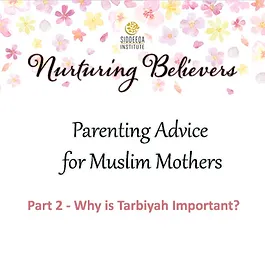 SIDDEEQA
INSTITUTE
Nurturing Believers
Parenting Advice
for Muslim Mothers
Part 2 - Why is Tarbiyah Important?